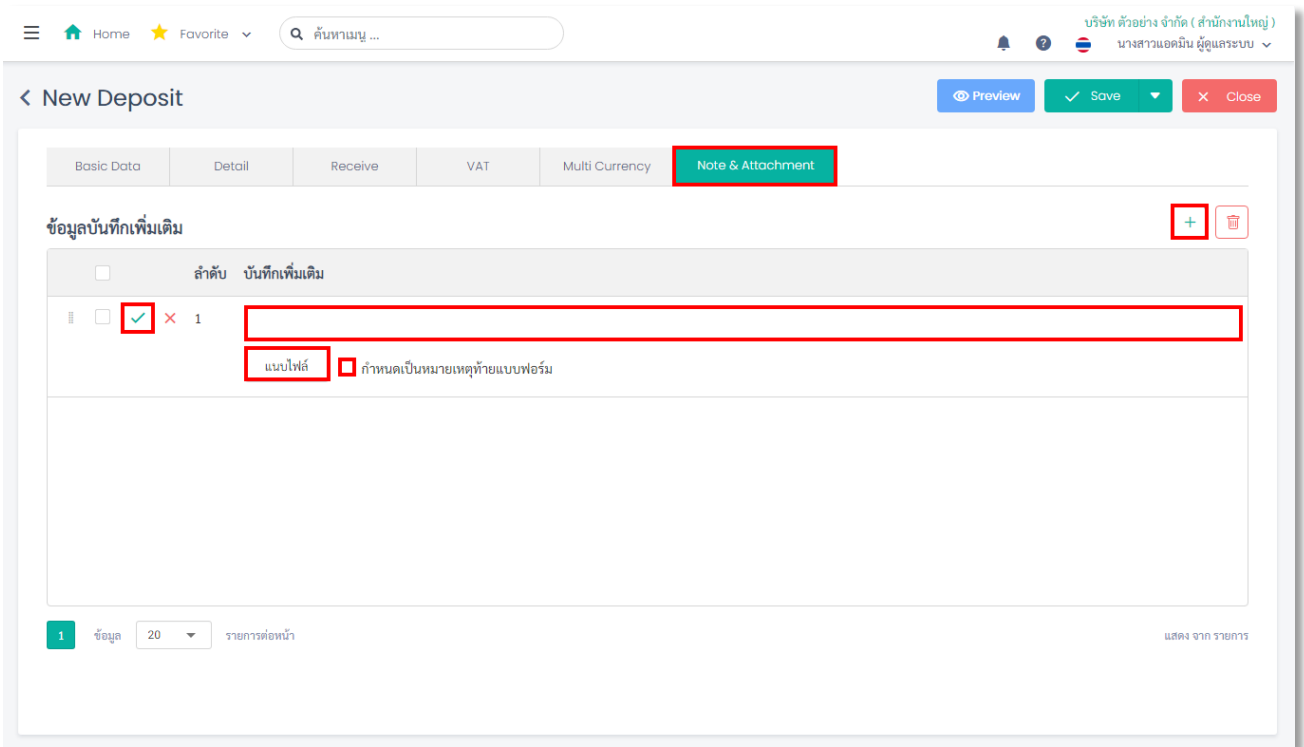 บริษัท ตัวอย่าง จำกัด ( สำนักงานใหญ่ )
Home Favorite ค้นหาเมนู ... นางสาวแอดมิน ผู้ดูแลระบบ
New Deposit Preview Save Close
Basic Data Detail Receive VAT Multi Currency Note & Attachment
ข้อมูลบันทึกเพิ่มเติม +
ลำดับ บันทึกเพิ่มเติม
1
แนบไฟล์ กำหนดเป็นหมายเหตุท้ายแบบฟอร์ม
1 ข้อมูล 20 รายการต่อหน้า แสดง จาก รายการ